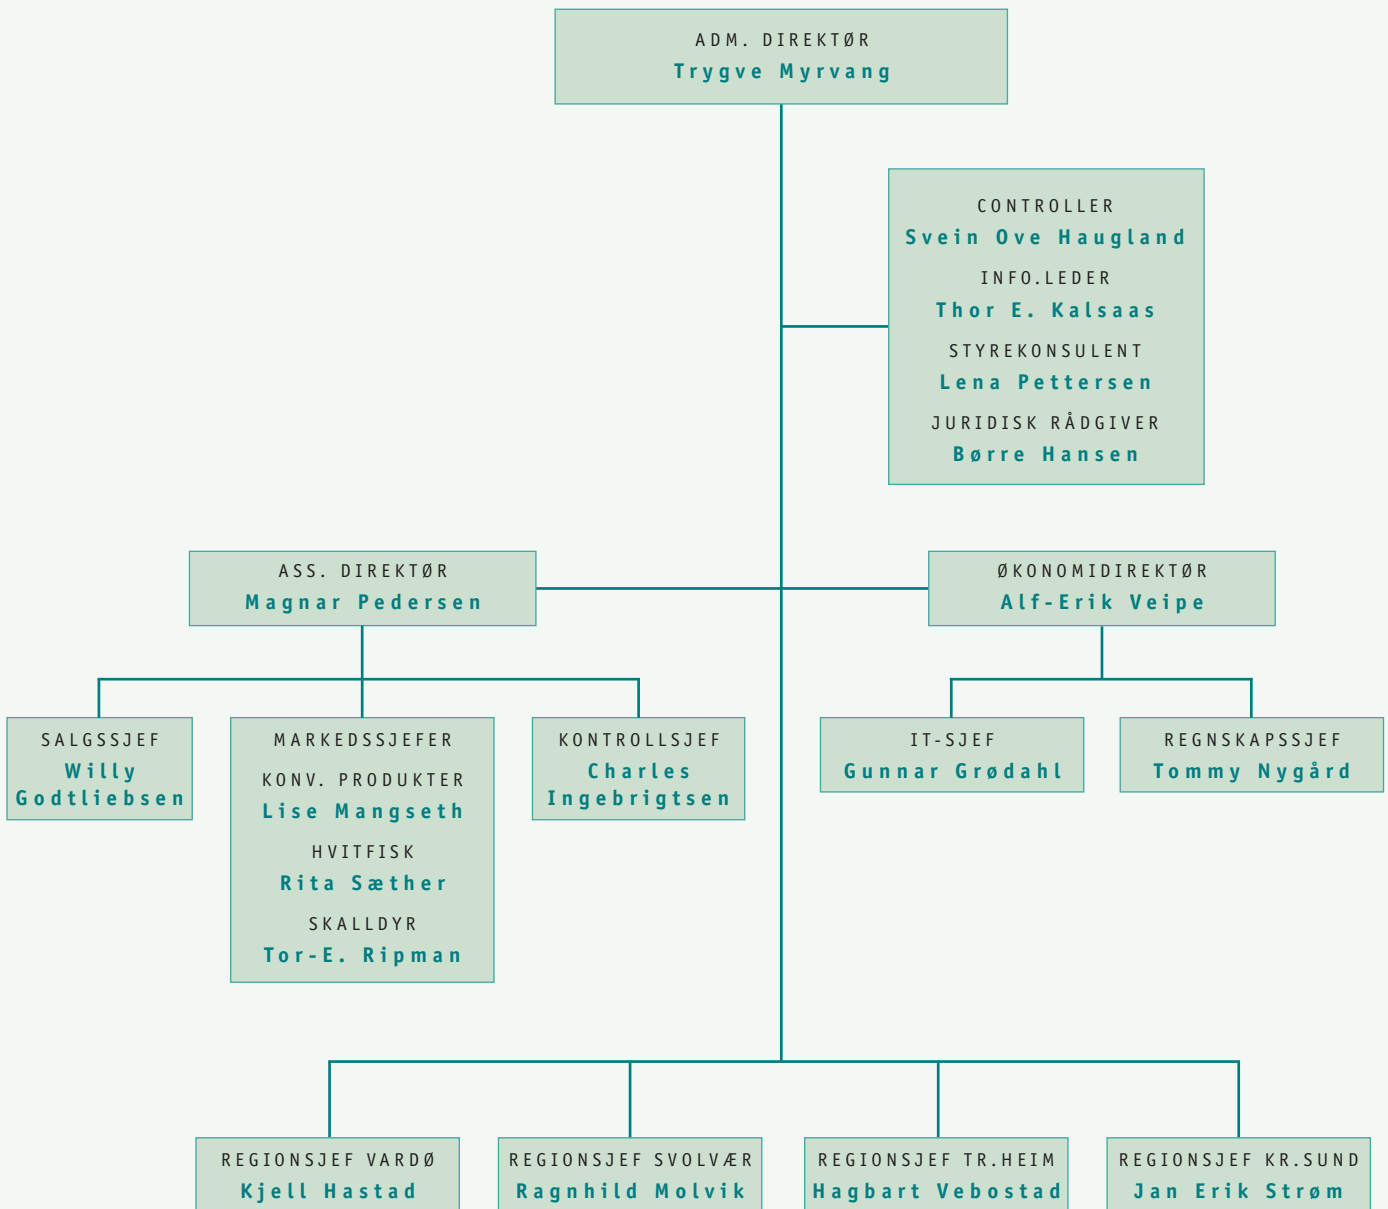 ADM. DIREKTØR
Trygve Myrvang
CONTROLLER
Svein Ove Haugland
INFO.LEDER
Thor E. Kalsaas
STYREKONSULENT
Lena Pettersen
JURIDISK RÅDGIVER
Børre Hansen
ASS. DIREKTØR
Magnar Pedersen
ØKONOMIDIREKTØR
Alf-Erik Veipe
SALGSSJEF
Willy
Godtliebsen
MARKEDSSJEFER
KONV. PRODUKTER
Lise Mangseth
HVITFISK
Rita Sæther
SKALLDYR
Tor-E. Ripman
KONTROLLSJEF
Charles
Ingebrigtsen
IT-SJEF
Gunnar Grødahl
REGNSKAPSSJEF
Tommy Nygård
REGIONSJEF VARDØ
Kjell Hastad
REGIONSJEF SVOLVÆR
Ragnhild Molvik
REGIONSJEF TR.HEIM
Hagbart Vebostad
REGIONSJEF KR.SUND
Jan Erik Strøm